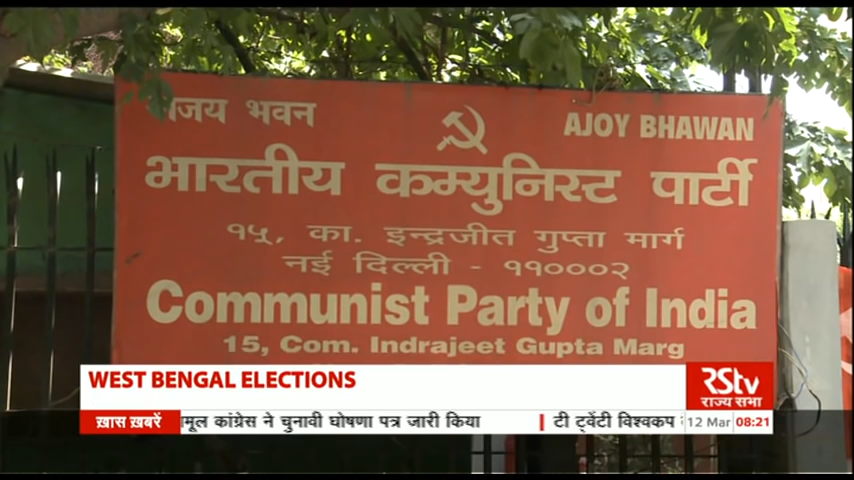 जय भवन
AJOY BHAWAN
भारतीय कम्युनिस्ट पार्टी
१५, का. इन्द्रजीत गुप्ता मार्ग
नई दिल्ली - ११०००२
Communist Party of India
15, Com. Indrajeet Gupta Marg
WEST BENGAL ELECTIONS
RStv
राज्य सभा
ख़ास ख़बरें
मूल कांग्रेस ने चुनावी घोषणा पत्र जारी किया
टी ट्वेंटी विश्वकप
12 Mar
08:21